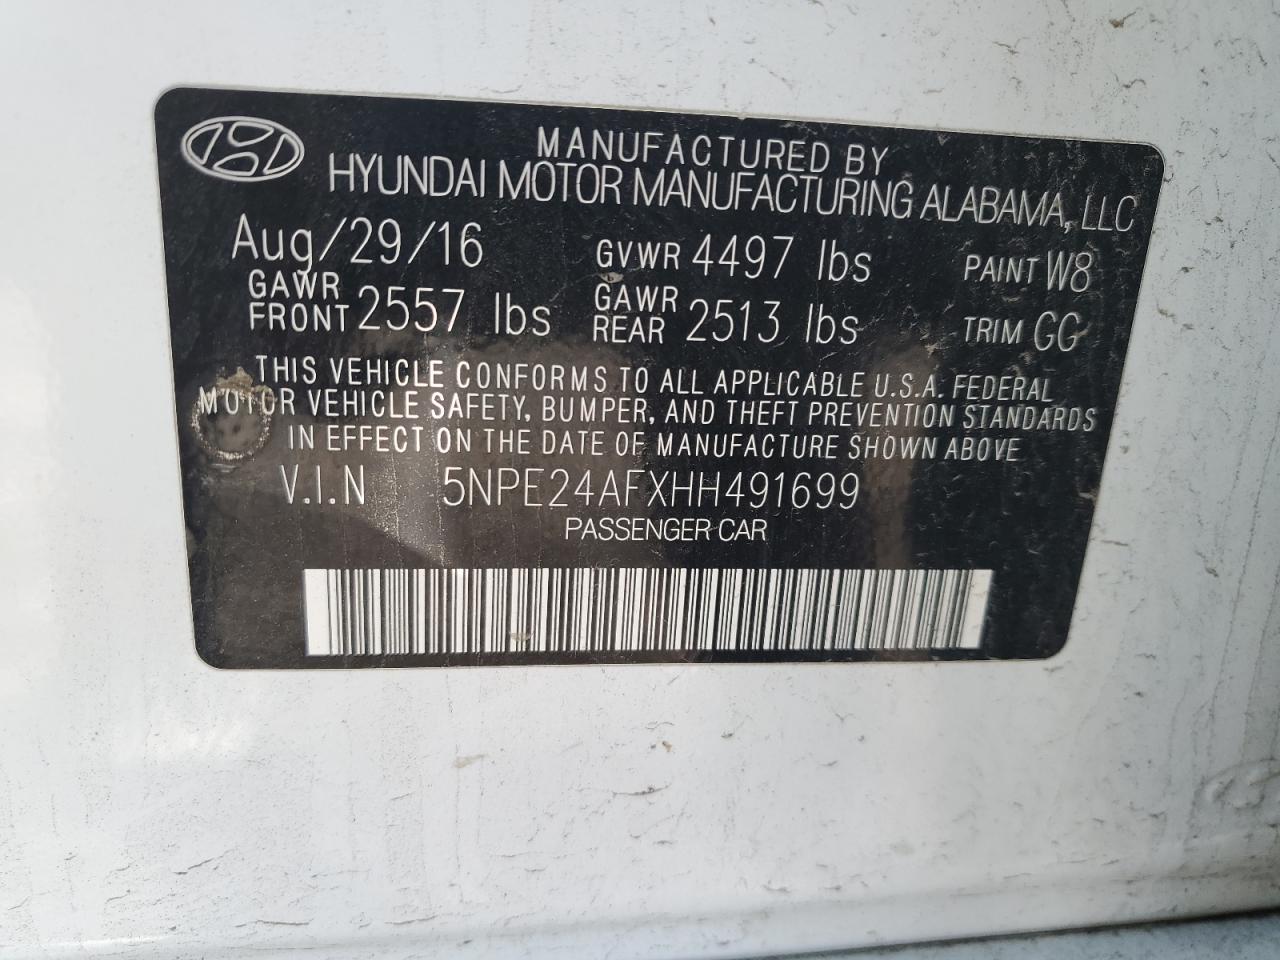 MANUFACTURED BY
HYUNDAI MOTOR MANUFACTURING ALABAMA, LLC
Aug/29/16 GVWR 4497 lbs PAINT W8
GAWR FRONT 2557 lbs GAWR REAR 2513 lbs TRIM GG
THIS VEHICLE CONFORMS TO ALL APPLICABLE U.S.A. FEDERAL
MOTOR VEHICLE SAFETY, BUMPER, AND THEFT PREVENTION STANDARDS
IN EFFECT ON THE DATE OF MANUFACTURE SHOWN ABOVE
V.I.N 5NPE24AFXHH491699
PASSENGER CAR